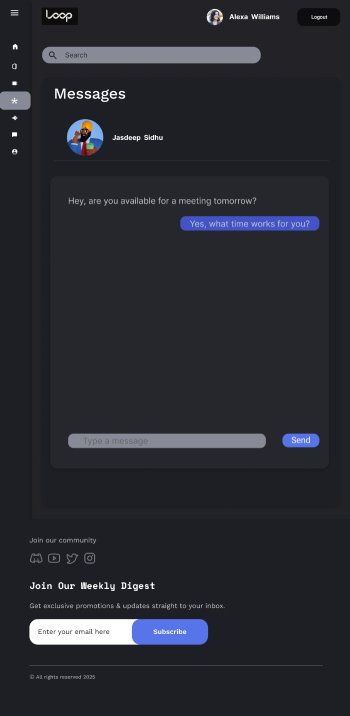 Loop
Alexa Williams
Logout
Search
Messages
Jasdeep Sidhu
Hey, are you available for a meeting tomorrow?
Yes, what time works for you?
Type a message
Send
Join our community
Join Our Weekly Digest
Get exclusive promotions & updates straight to your inbox.
Enter your email here
Subscribe
© All rights reserved 2025